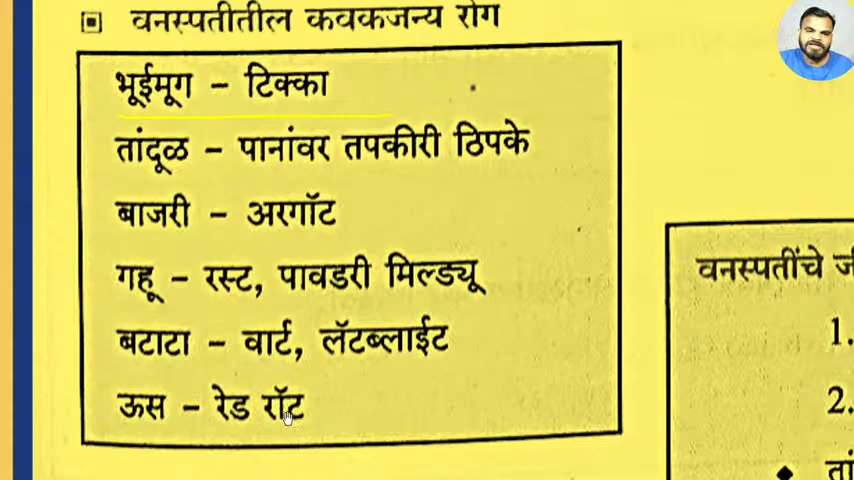 वनस्पतीतील कवकजन्य रोग
भूईमूग – टिक्का
तांदूळ – पानांवर तपकीरी ठिपके
बाजरी – अरगॉट
गहू – रस्ट, पावडरी मिल्ड्यू
बटाटा – वार्ट, लॅटब्लाईट
ऊस – रेड रॉट
वनस्पतींचे
1.
2.